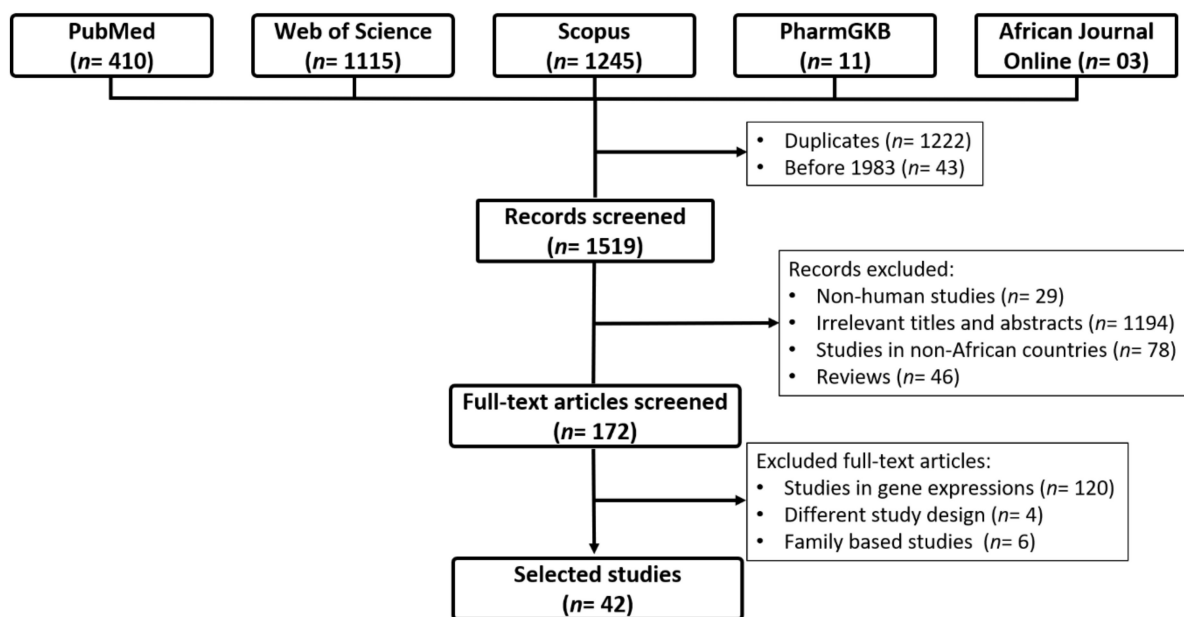 PubMed
(n= 410)
Web of Science
(n= 1115)
Scopus
(n= 1245)
PharmGKB
(n= 11)
African Journal
Online (n= 03)
• Duplicates (n= 1222)
• Before 1983 (n= 43)
Records screened
(n= 1519)
Records excluded:
• Non-human studies (n= 29)
• Irrelevant titles and abstracts (n= 1194)
• Studies in non-African countries (n= 78)
• Reviews (n= 46)
Full-text articles screened
(n= 172)
Excluded full-text articles:
• Studies in gene expressions (n= 120)
• Different study design (n= 4)
• Family based studies (n= 6)
Selected studies
(n= 42)